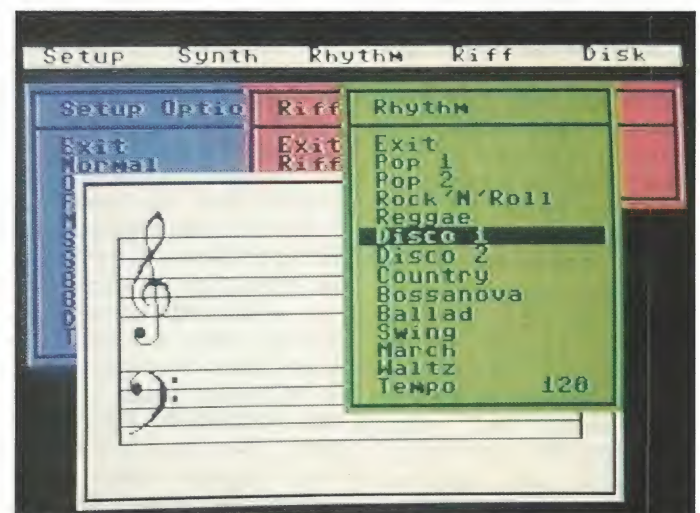 Setup Synth Rhythm Riff Disk
Setup Optio
Exit
Normal
Riff
Exit
Riff
Rhythm
Exit
Pop 1
Pop 2
Rock'N'Roll
Reggae
Disco 1
Disco 2
Country
Bossanova
Ballad
Swing
March
Waltz
Tempo 120